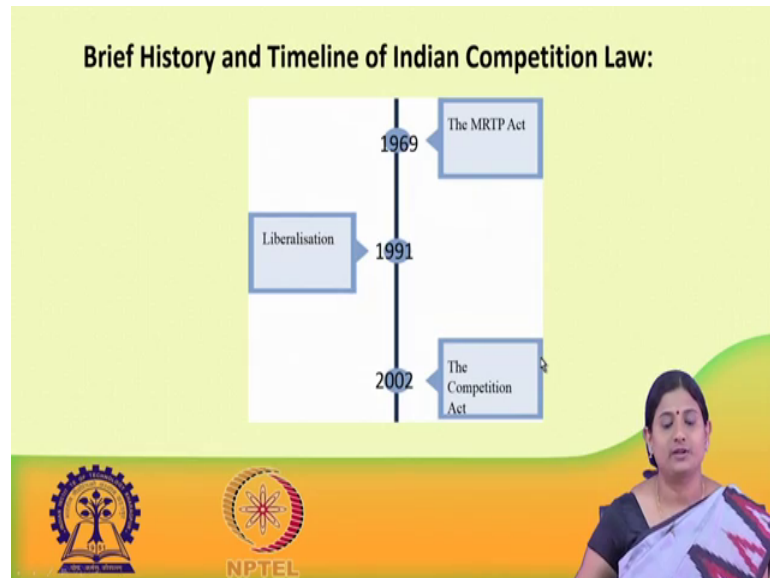 Brief History and Timeline of Indian Competition Law:
1969
The MRTP Act
Liberalisation
1991
2002
The
Competition
Act
NPTEL